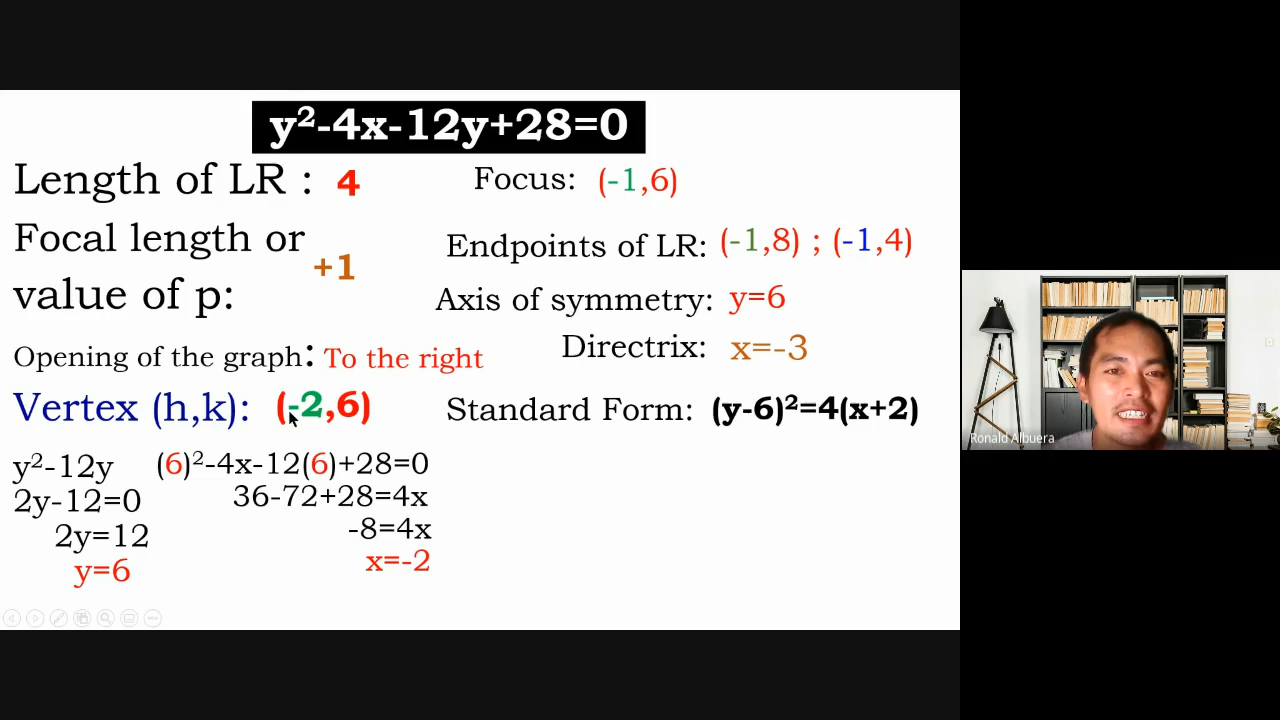 y²-4x-12y+28=0
Length of LR : 4
Focal length or
value of p: +1
Opening of the graph: To the right
Vertex (h,k): (-2,6)
y²-12y
2y-12=0
2y=12
y=6
(6)²-4x-12(6)+28=0
36-72+28=4x
-8=4x
x=-2
Focus: (-1,6)
Endpoints of LR: (-1,8) ; (-1,4)
Axis of symmetry: y=6
Directrix: x=-3
Standard Form: (y-6)²=4(x+2)
Ronald Albuera